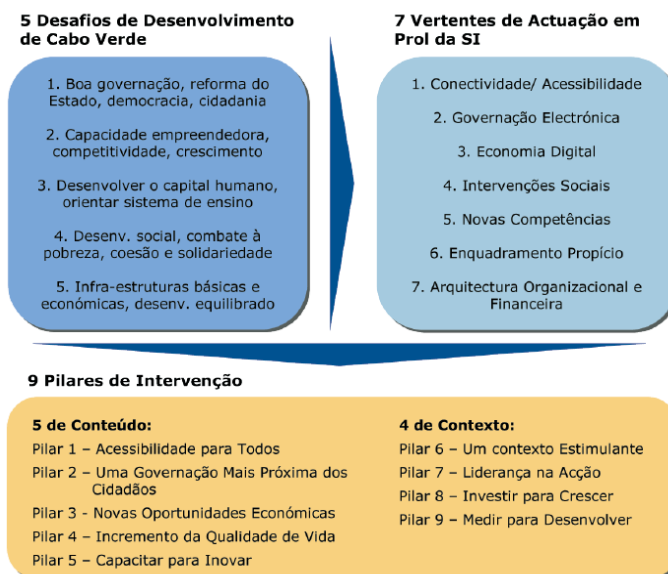 5 Desafios de Desenvolvimento
de Cabo Verde
1. Boa governação, reforma do
Estado, democracia, cidadania
2. Capacidade empreendedora,
competitividade, crescimento
3. Desenvolver o capital humano,
orientar sistema de ensino
4. Desenv. social, combate à
pobreza, coesão e solidariedade
5. Infra-estruturas básicas e
económicas, desenv. equilibrado
7 Vertentes de Actuação em
Prol da SI
1. Conectividade/ Acessibilidade
2. Governação Electrónica
3. Economia Digital
4. Intervenções Sociais
5. Novas Competências
6. Enquadramento Propício
7. Arquitectura Organizacional e
Financeira
9 Pilares de Intervenção
5 de Conteúdo:
Pilar 1 – Acessibilidade para Todos
Pilar 2 – Uma Governação Mais Próxima dos
Cidadãos
Pilar 3 - Novas Oportunidades Económicas
Pilar 4 – Incremento da Qualidade de Vida
Pilar 5 – Capacitar para Inovar
4 de Contexto:
Pilar 6 – Um contexto Estimulante
Pilar 7 – Liderança na Acção
Pilar 8 – Investir para Crescer
Pilar 9 – Medir para Desenvolver